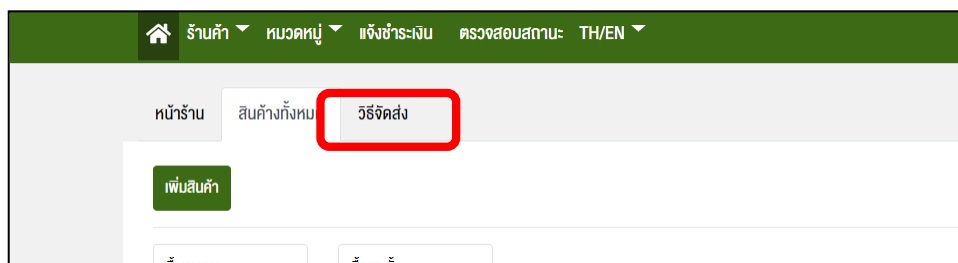 ร้านค้า หมวดหมู่ แจ้งชำระเงิน ตรวจสอบสถานะ TH/EN
หน้าร้าน สินค้าทั้งหม วิธีจัดส่ง
เพิ่มสินค้า